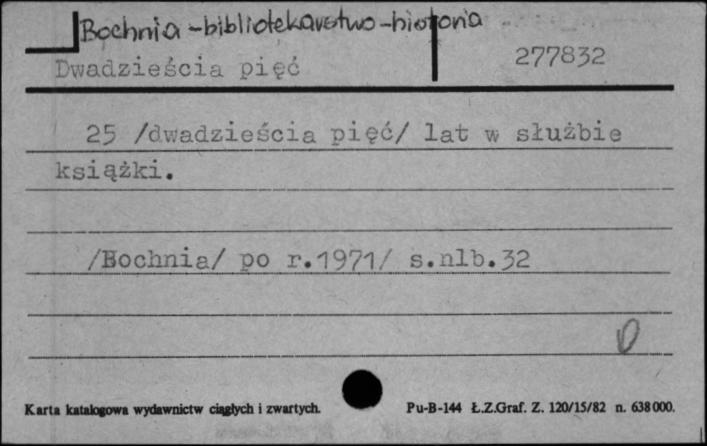 Bochnia-bibliotekarstwo-historia
Dwadzieścia pięć 277832
25 /dwadzieścia pięć/ lat w służbie
książki.
/Bochnia/ po r.1971/ s.nlb.32
Karta katalogowa wydawnictw ciągłych i zwartych. Pu-B-144 Ł.Z.Graf. Z. 120/15/82 n. 638000.